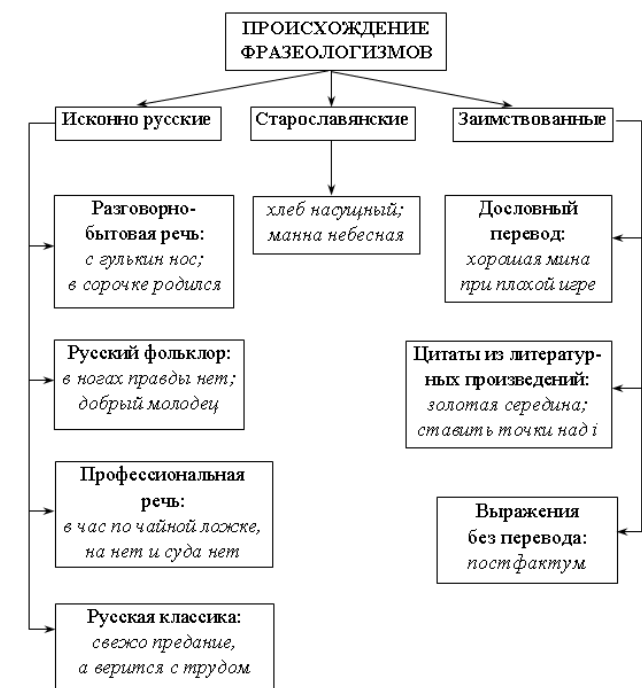 ПРОИСХОЖДЕНИЕ
ФРАЗЕОЛОГИЗМОВ
Исконно русские
Старославянские
Заимствованные
Разговорно-
бытовая речь:
с гулькин нос;
в сорочке родился
хлеб насущный;
манна небесная
Дословный
перевод:
хорошая мина
при плохой игре
Русский фольклор:
в ногах правды нет;
добрый молодец
Цитаты из литератур-
ных произведений:
золотая середина;
ставить точки над i
Профессиональная
речь:
в час по чайной ложке,
на нет и суда нет
Выражения
без перевода:
постфактум
Русская классика:
свежо предание,
а верится с трудом